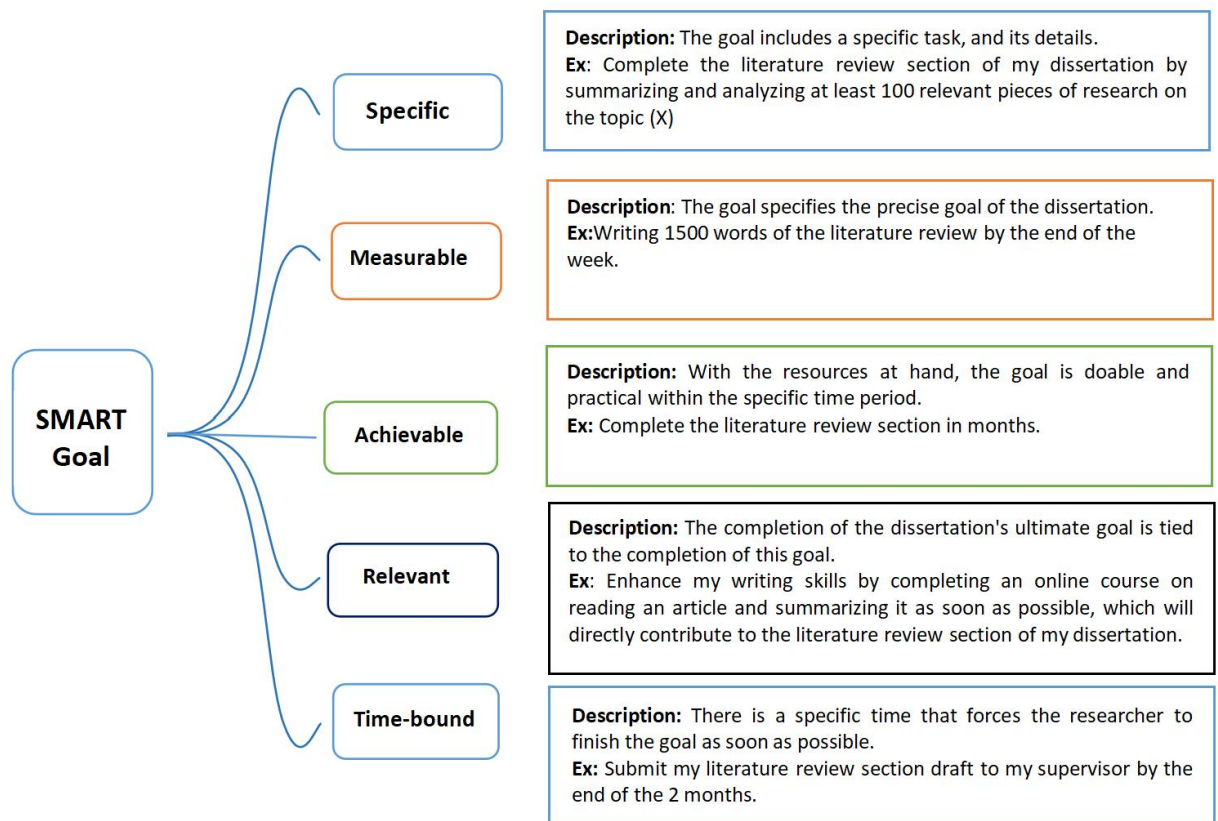 SMART
Goal
Specific
Description: The goal includes a specific task, and its details.
Ex: Complete the literature review section of my dissertation by
summarizing and analyzing at least 100 relevant pieces of research on
the topic (X)
Measurable
Description: The goal specifies the precise goal of the dissertation.
Ex:Writing 1500 words of the literature review by the end of the
week.
Achievable
Description: With the resources at hand, the goal is doable and
practical within the specific time period.
Ex: Complete the literature review section in months.
Relevant
Description: The completion of the dissertation's ultimate goal is tied
to the completion of this goal.
Ex: Enhance my writing skills by completing an online course on
reading an article and summarizing it as soon as possible, which will
directly contribute to the literature review section of my dissertation.
Time-bound
Description: There is a specific time that forces the researcher to
finish the goal as soon as possible.
Ex: Submit my literature review section draft to my supervisor by the
end of the 2 months.